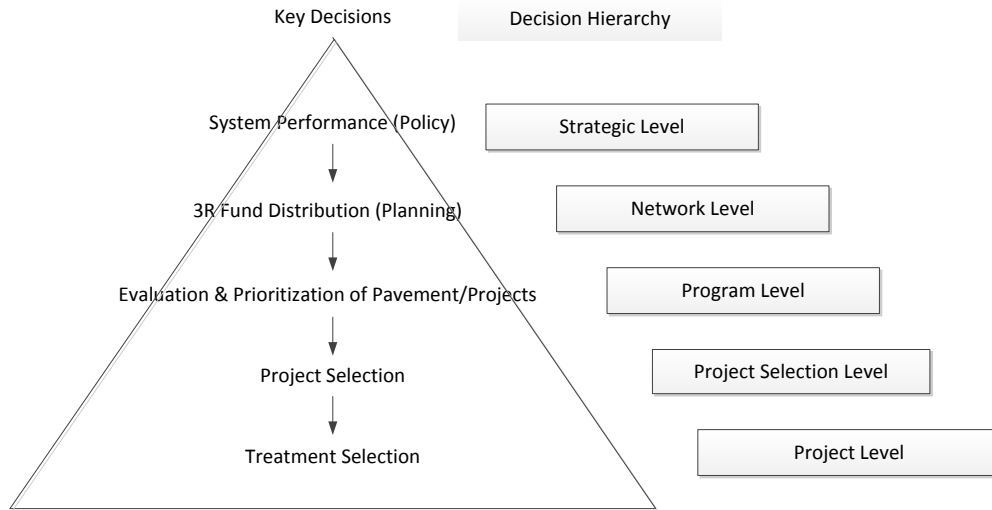 Key Decisions
Decision Hierarchy
System Performance (Policy)
Strategic Level
3R Fund Distribution (Planning)
Network Level
Evaluation & Prioritization of Pavement/Projects
Program Level
Project Selection
Project Selection Level
Treatment Selection
Project Level